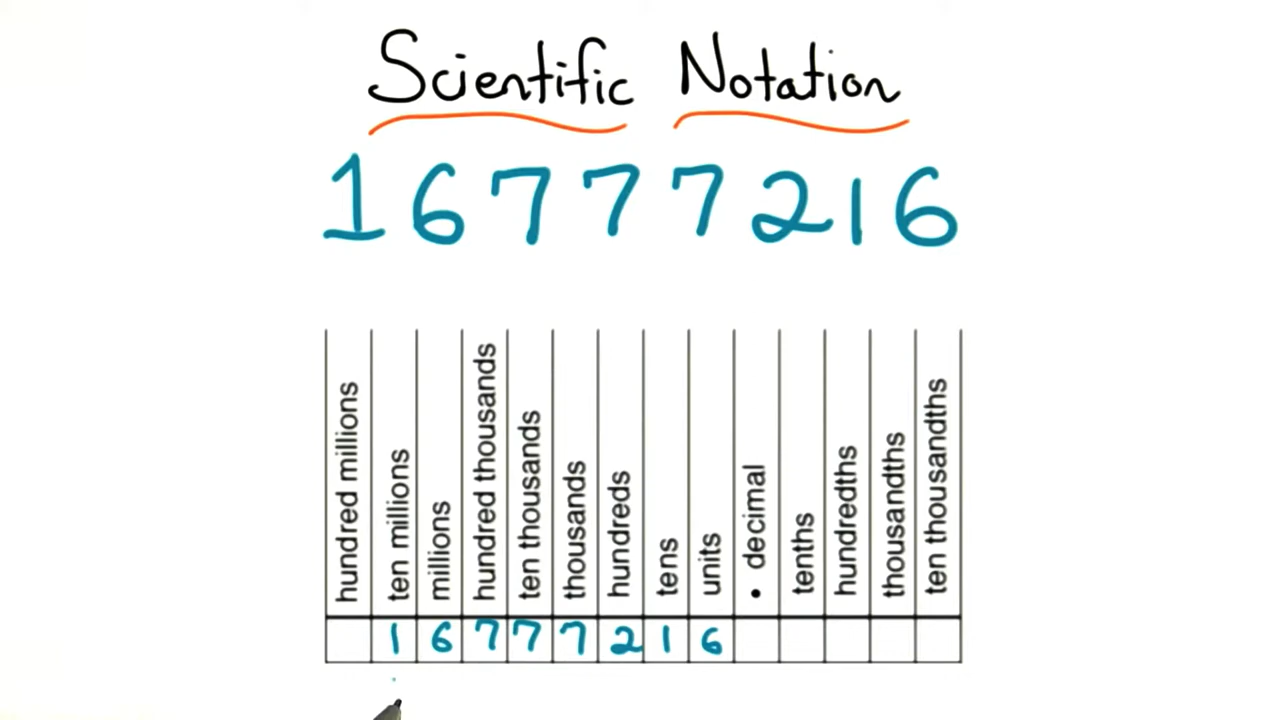 Scientific Notation
16777216
hundred millions
ten millions
millions
hundred thousands
ten thousands
thousands
hundreds
tens
units
• decimal
tenths
hundredths
thousandths
ten thousandths
1 6 7 7 7 2 1 6